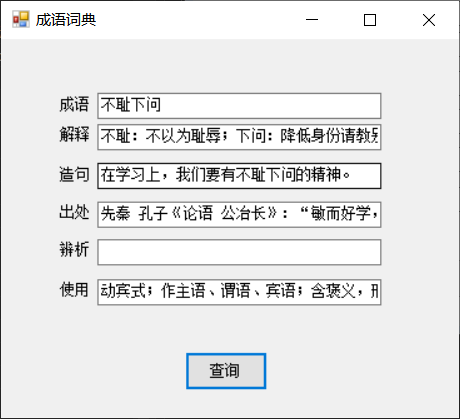 成语词典
成语 不耻下问
解释 不耻：不以为耻辱；下问：降低身份请教
造句 在学习上，我们要有不耻下问的精神。
出处 先秦 孔子《论语 公冶长》：“敏而好学，
辨析
使用 动宾式；作主语、谓语、宾语；含褒义，
查询